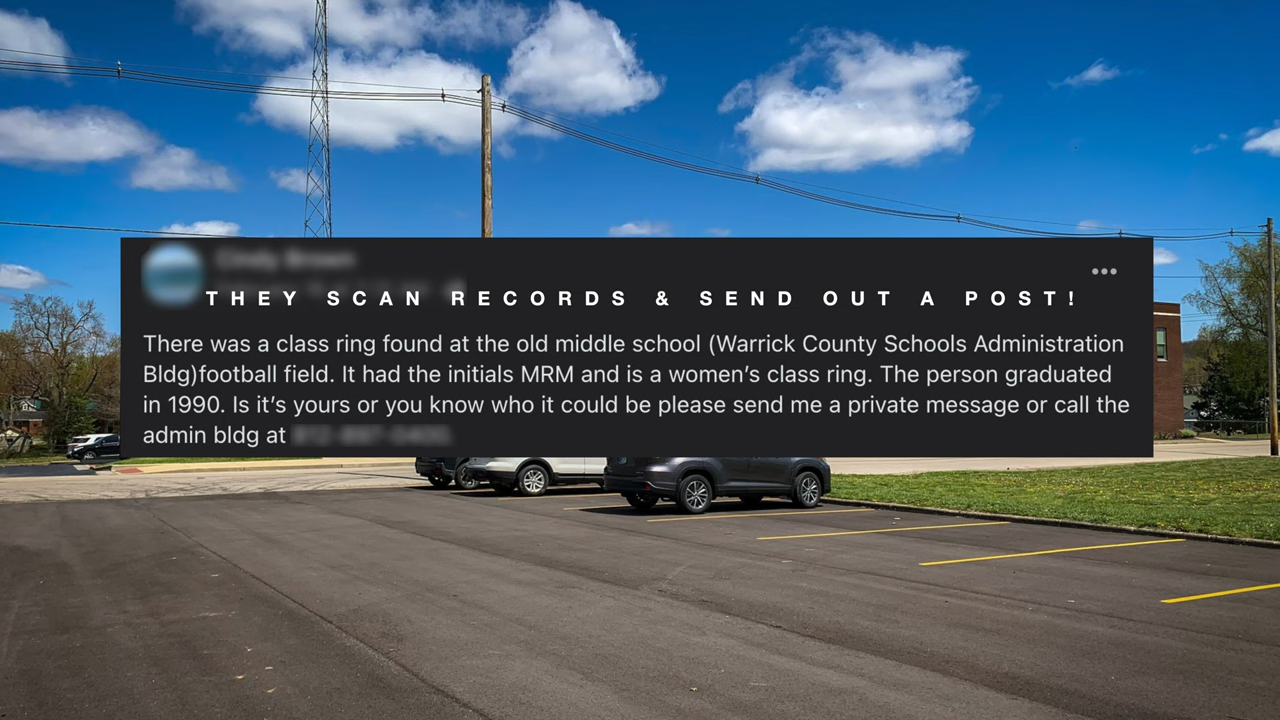 THEY SCAN RECORDS & SEND OUT A POST!
There was a class ring found at the old middle school (Warrick County Schools Administration
Bldg)football field. It had the initials MRM and is a women's class ring. The person graduated
in 1990. Is it's yours or you know who it could be please send me a private message or call the
admin bldg at